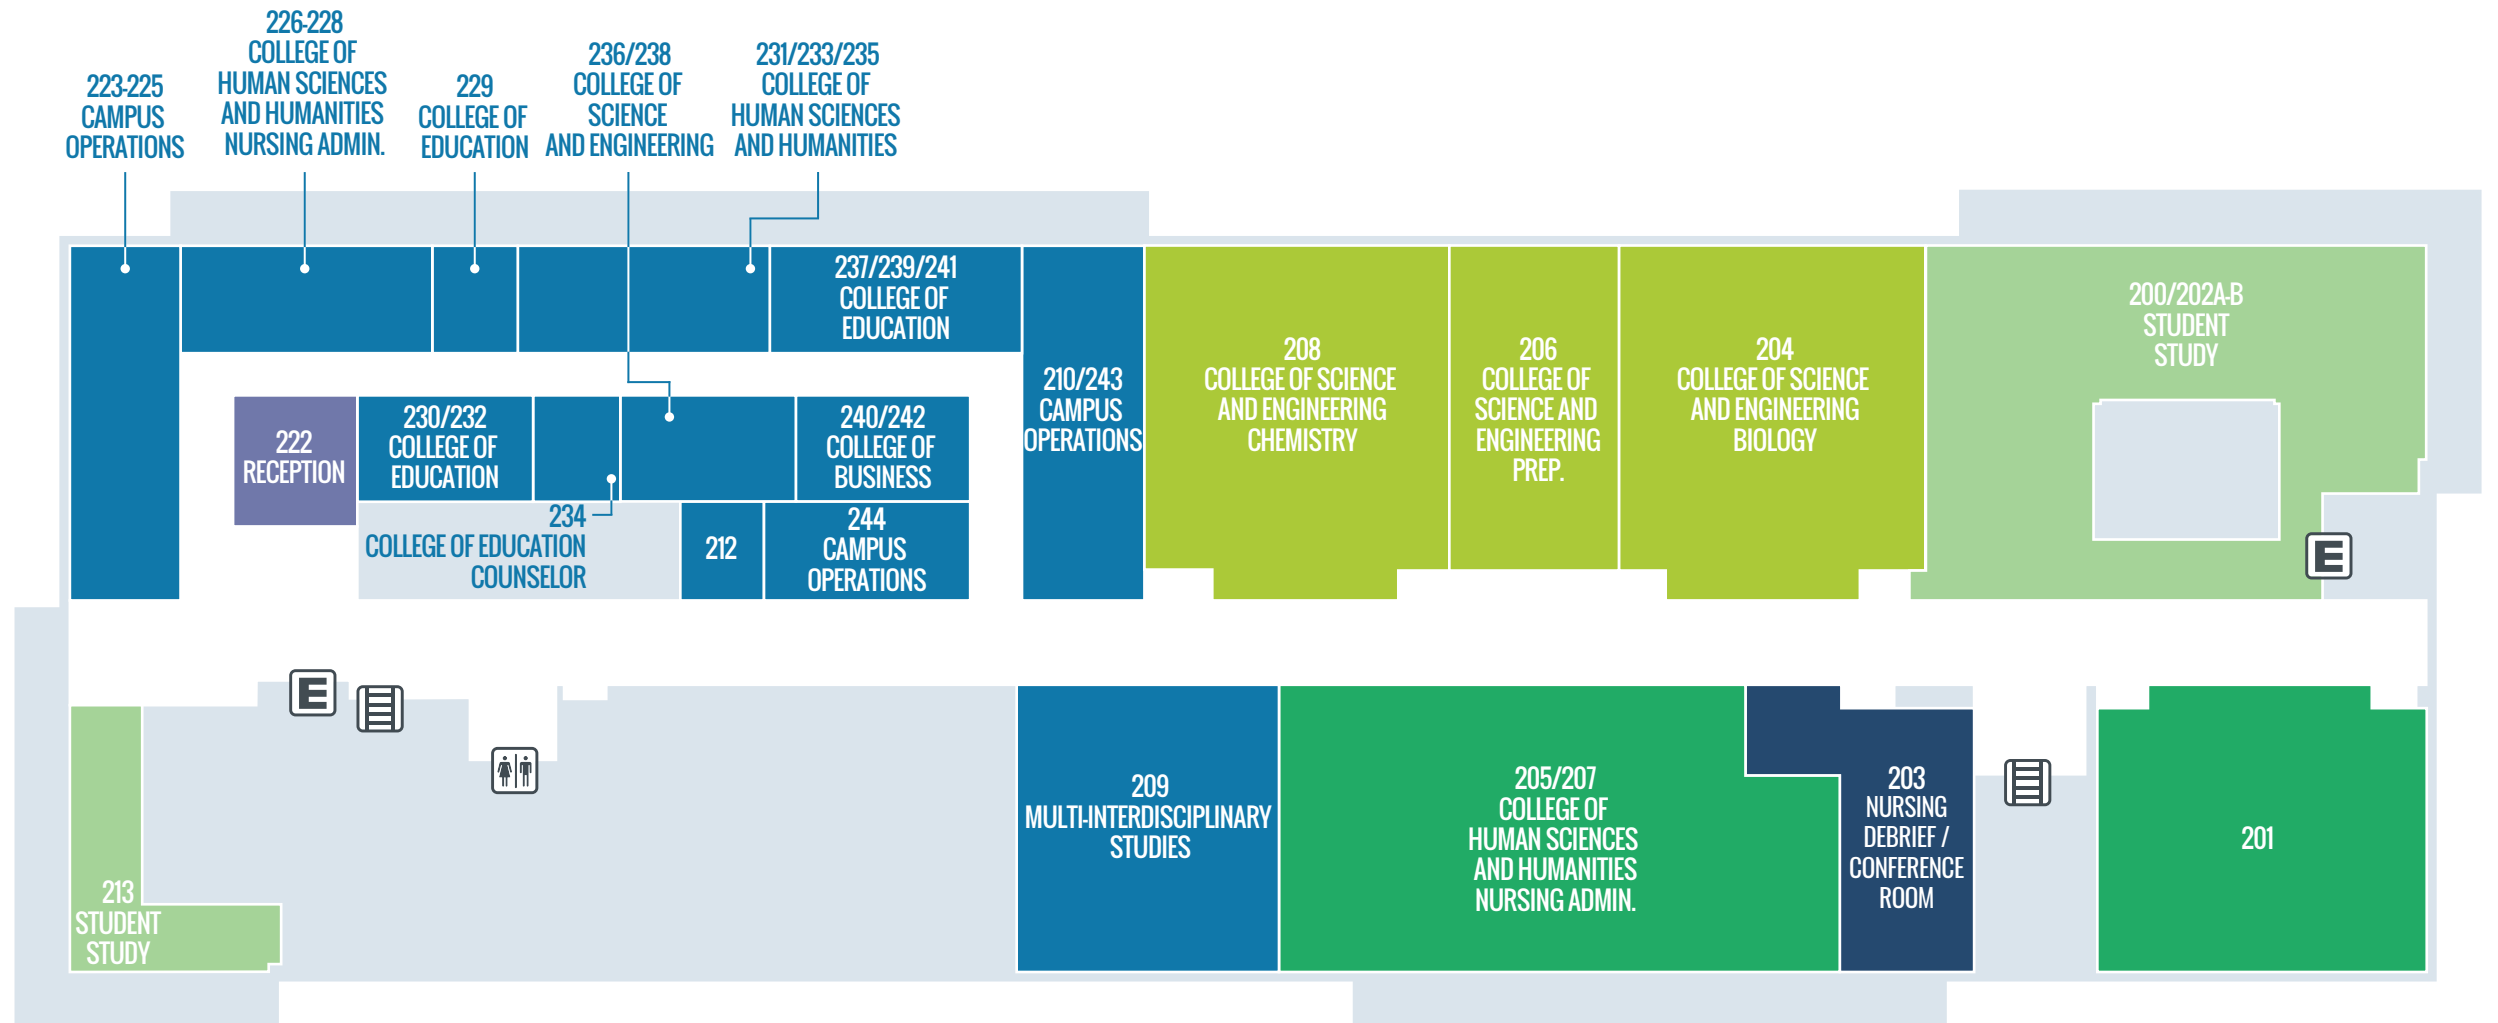 226-228
COLLEGE OF
HUMAN SCIENCES
AND HUMANITIES
NURSING ADMIN.
223-225
CAMPUS
OPERATIONS
229
COLLEGE OF
EDUCATION
236/238
COLLEGE OF
SCIENCE
AND ENGINEERING
231/233/235
COLLEGE OF
HUMAN SCIENCES
AND HUMANITIES
237/239/241
COLLEGE OF
EDUCATION
210/243
CAMPUS
OPERATIONS
208
COLLEGE OF SCIENCE
AND ENGINEERING
CHEMISTRY
206
COLLEGE OF
SCIENCE AND
ENGINEERING
PREP.
204
COLLEGE OF SCIENCE
AND ENGINEERING
BIOLOGY
200/202A-B
STUDENT
STUDY
222
RECEPTION
230/232
COLLEGE OF
EDUCATION
240/242
COLLEGE OF
BUSINESS
234
COLLEGE OF EDUCATION
COUNSELOR
212
244
CAMPUS
OPERATIONS
E
E
213
STUDENT
STUDY
209
MULTI-INTERDISCIPLINARY
STUDIES
205/207
COLLEGE OF
HUMAN SCIENCES
AND HUMANITIES
NURSING ADMIN.
203
NURSING
DEBRIEF /
CONFERENCE
ROOM
201